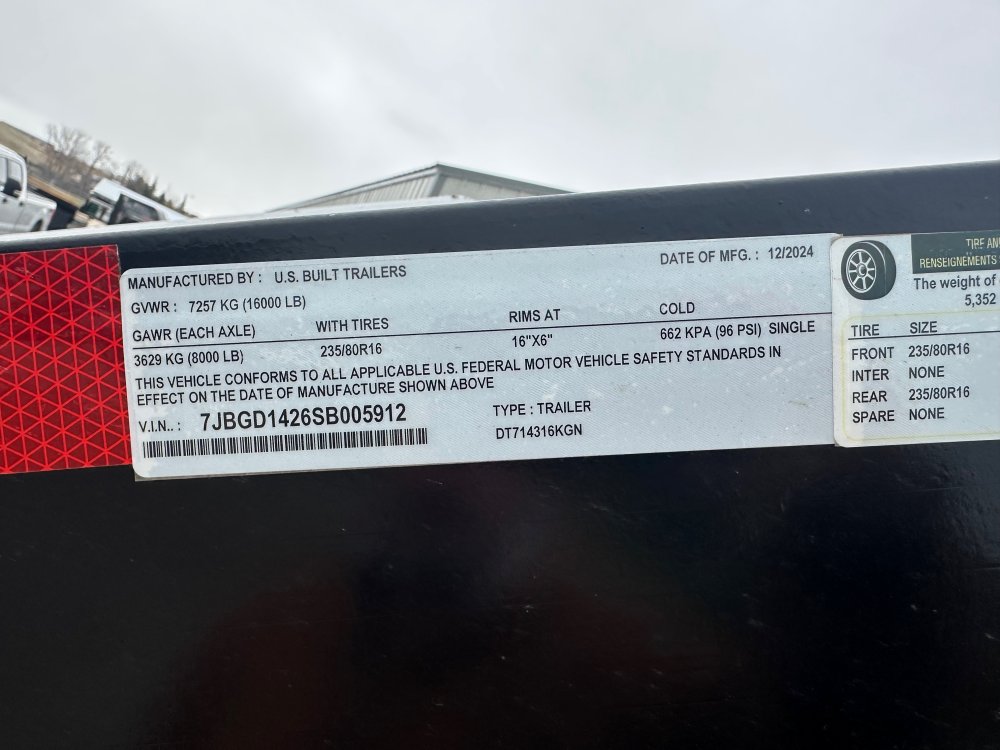 MANUFACTURED BY : U.S. BUILT TRAILERS DATE OF MFG. : 12/2024
GVWR : 7257 KG (16000 LB)
GAWR (EACH AXLE) WITH TIRES RIMS AT COLD
3629 KG (8000 LB) 235/80R16 16"X6" 662 KPA (96 PSI) SINGLE
THIS VEHICLE CONFORMS TO ALL APPLICABLE U.S. FEDERAL MOTOR VEHICLE SAFETY STANDARDS IN
EFFECT ON THE DATE OF MANUFACTURE SHOWN ABOVE
V.I.N.. : 7JBGD1426SB005912 TYPE : TRAILER
DT714316KGN
TIRE AN
RENSEIGNEMENTS
The weight of
5,352
TIRE SIZE
FRONT 235/80R16
INTER NONE
REAR 235/80R16
SPARE NONE